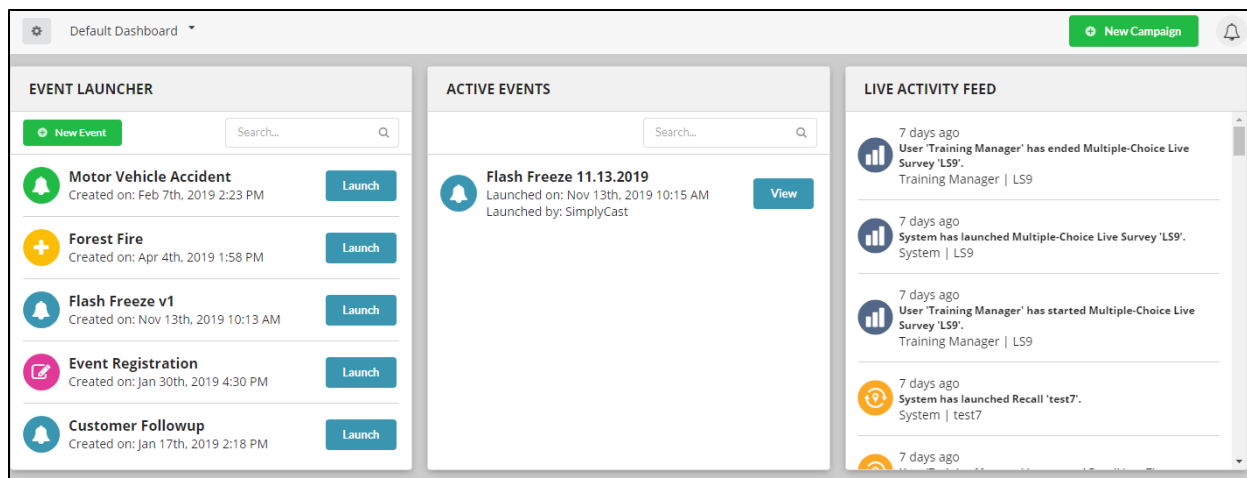 Default Dashboard
New Campaign
EVENT LAUNCHER
New Event
Search...
Motor Vehicle Accident
Created on: Feb 7th, 2019 2:23 PM
Launch
Forest Fire
Created on: Apr 4th, 2019 1:58 PM
Launch
Flash Freeze v1
Created on: Nov 13th, 2019 10:13 AM
Launch
Event Registration
Created on: Jan 30th, 2019 4:30 PM
Launch
Customer Followup
Created on: Jan 17th, 2019 2:18 PM
Launch
ACTIVE EVENTS
Search...
Flash Freeze 11.13.2019
Launched on: Nov 13th, 2019 10:15 AM
Launched by: SimplyCast
View
LIVE ACTIVITY FEED
7 days ago
User 'Training Manager' has ended Multiple-Choice Live
Survey 'LS9'.
Training Manager | LS9
7 days ago
System has launched Multiple-Choice Live Survey 'LS9'.
System | LS9
7 days ago
User 'Training Manager' has started Multiple-Choice Live
Survey 'LS9'.
Training Manager | LS9
7 days ago
System has launched Recall 'test7'.
System | test7
7 days ago